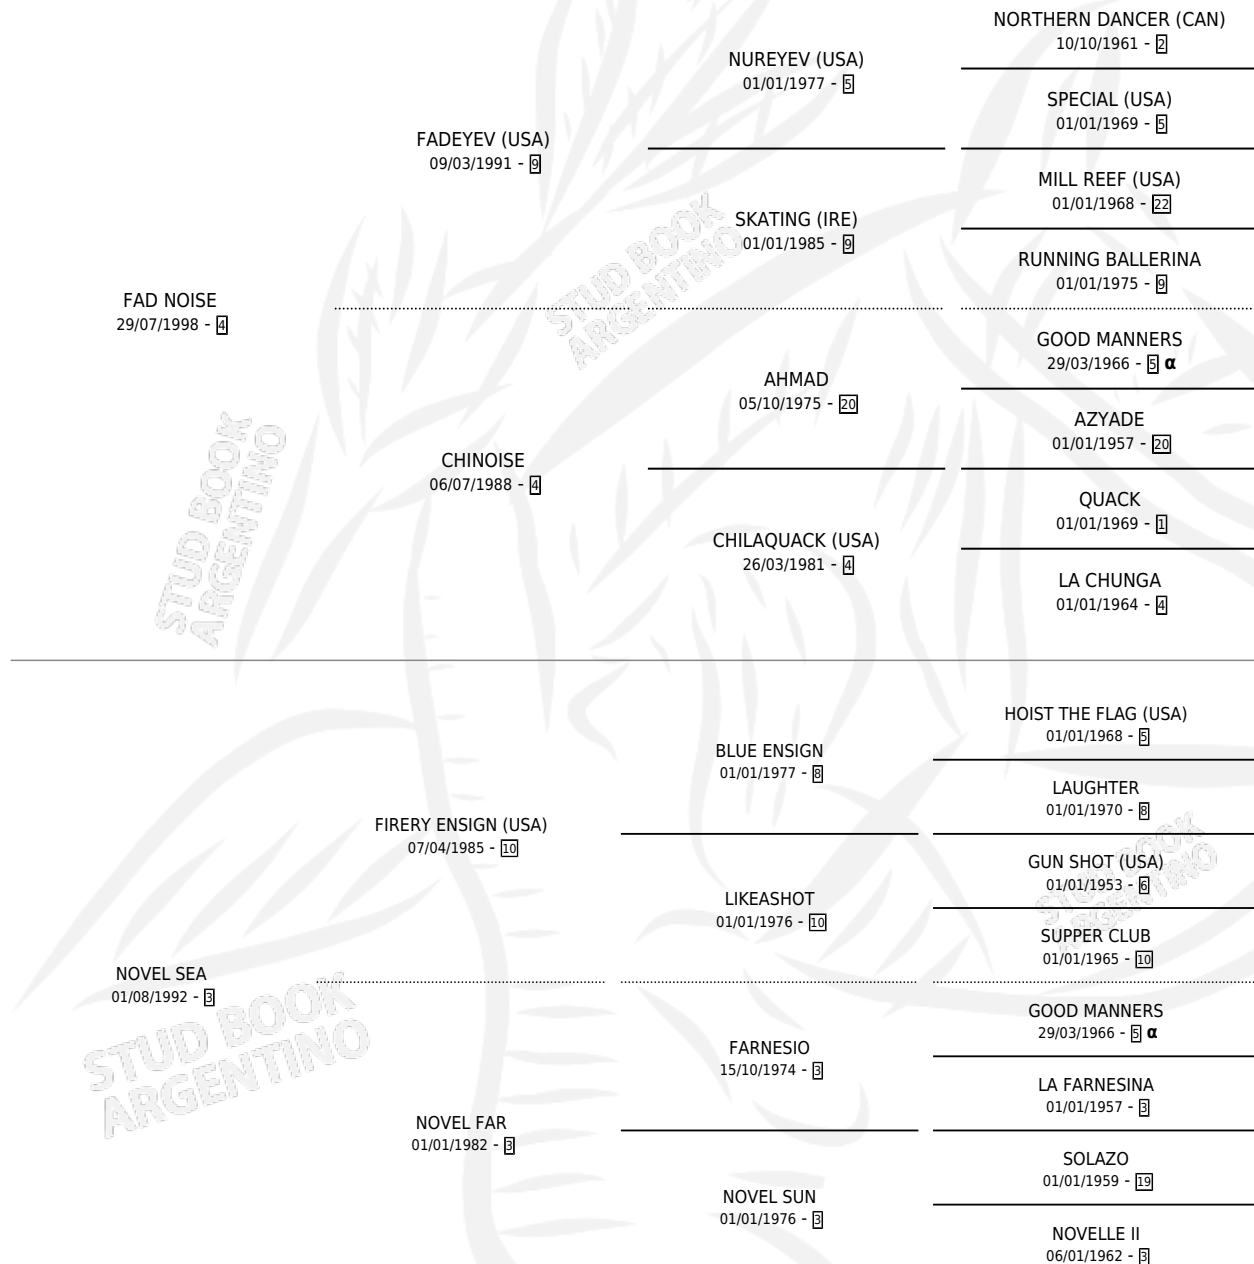 NORTHERN DANCER (CAN)
10/10/1961 - 2
NUREYEV (USA)
01/01/1977 - 5
SPECIAL (USA)
01/01/1969 - 5
FADEYEV (USA)
09/03/1991 - 9
MILL REEF (USA)
01/01/1968 - 22
SKATING (IRE)
01/01/1985 - 9
RUNNING BALLERINA
01/01/1975 - 9
FAD NOISE
29/07/1998 - 4
GOOD MANNERS
29/03/1966 - 5 α
AHMAD
05/10/1975 - 20
AZYADE
01/01/1957 - 20
CHINOISE
06/07/1988 - 4
QUACK
01/01/1969 - 1
CHILAQUACK (USA)
26/03/1981 - 4
LA CHUNGA
01/01/1964 - 4
HOIST THE FLAG (USA)
01/01/1968 - 5
BLUE ENSIGN
01/01/1977 - 8
LAUGHTER
01/01/1970 - 8
FIRERY ENSIGN (USA)
07/04/1985 - 10
GUN SHOT (USA)
01/01/1953 - 6
LIKEASHOT
01/01/1976 - 10
SUPPER CLUB
01/01/1965 - 10
NOVEL SEA
01/08/1992 - 3
GOOD MANNERS
29/03/1966 - 5 α
FARNESIO
15/10/1974 - 3
LA FARNESINA
01/01/1957 - 3
NOVEL FAR
01/01/1982 - 3
SOLAZO
01/01/1959 - 19
NOVEL SUN
01/01/1976 - 3
NOVELLE II
06/01/1962 - 3
STUD BOOK
ARGENTINO
STUD BOOK
ARGENTINO
STUD BOOK
ARGENTINO
STUD BOOK
ARGENTINO